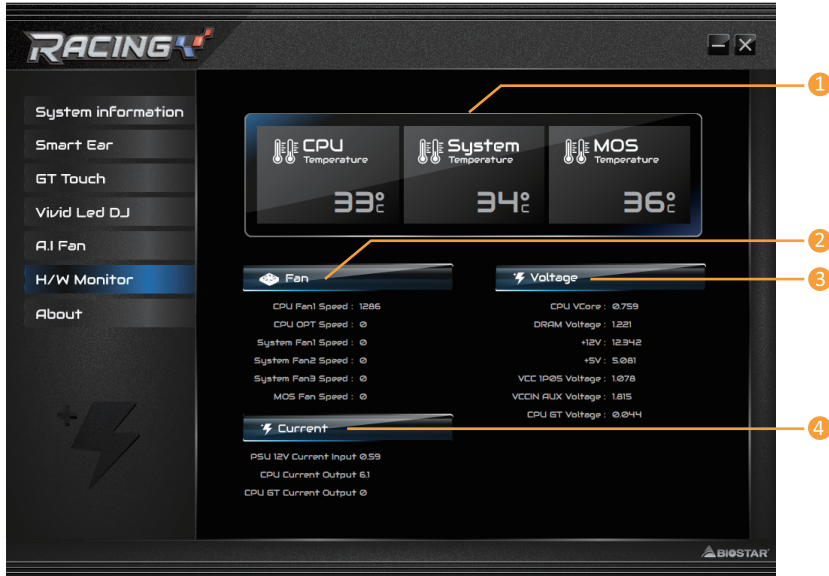 RACING
System information
Smart Ear
GT Touch
Vivid Led DJ
A.I Fan
H/W Monitor
About
1
CPU
Temperature
33°C
System
Temperature
34°C
MOS
Temperature
36°C
2
Fan
CPU Fan1 Speed : 1286
CPU OPT Speed : 0
System Fan1 Speed : 0
System Fan2 Speed : 0
System Fan3 Speed : 0
MOS Fan Speed : 0
3
Voltage
CPU VCore : 0.759
DRAM Voltage : 1.221
+12V : 12.342
+5V : 5.081
VCC 1P05 Voltage : 1.078
VCCIN AUX Voltage : 1.815
CPU GT Voltage : 0.044
4
Current
PSU 12V Current Input 0.59
CPU Current Output 6.1
CPU GT Current Output 0
BIOSTAR